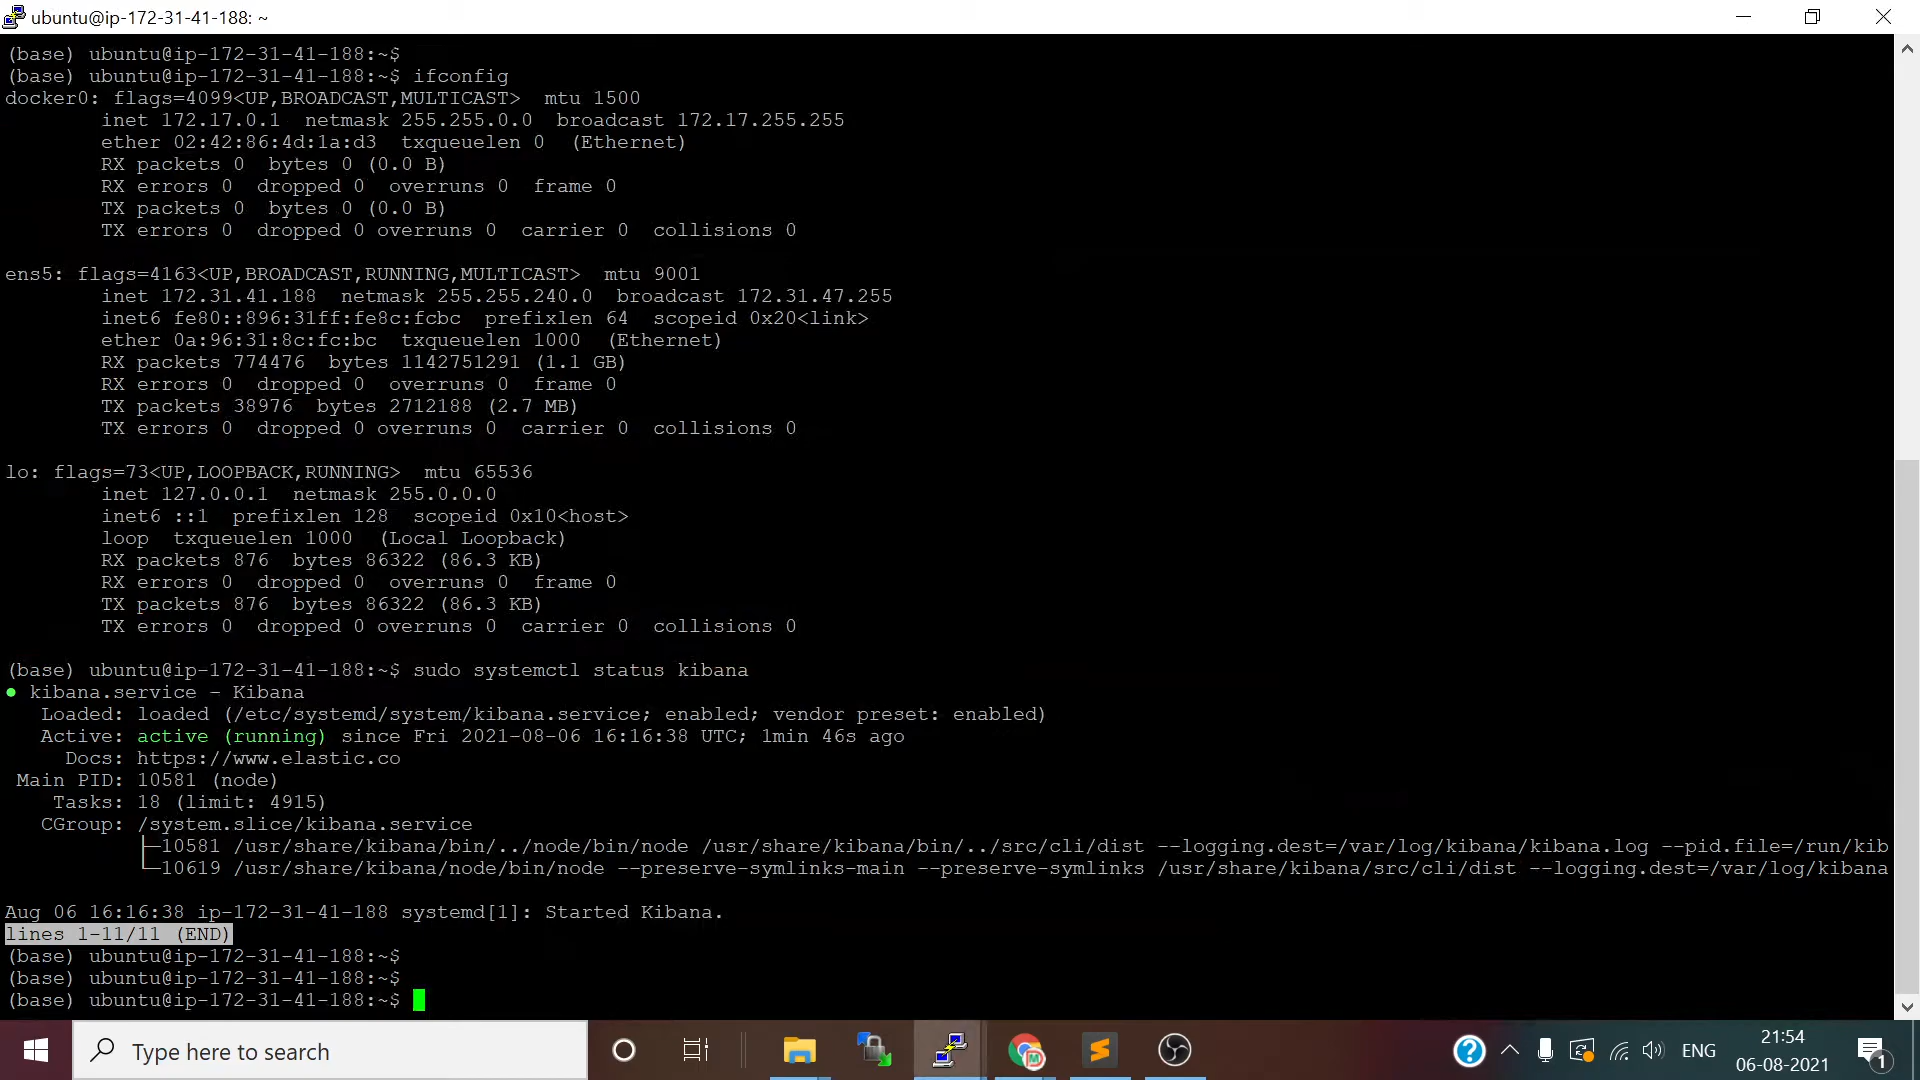 ubuntu@ip-172-31-41-188: ~
(base) ubuntu@ip-172-31-41-188:~$
(base) ubuntu@ip-172-31-41-188:~$ ifconfig
docker0: flags=4099<UP,BROADCAST,MULTICAST>  mtu 1500
        inet 172.17.0.1  netmask 255.255.0.0  broadcast 172.17.255.255
        ether 02:42:86:4d:1a:d3  txqueuelen 0  (Ethernet)
        RX packets 0  bytes 0 (0.0 B)
        RX errors 0  dropped 0  overruns 0  frame 0
        TX packets 0  bytes 0 (0.0 B)
        TX errors 0  dropped 0 overruns 0  carrier 0  collisions 0
ens5: flags=4163<UP,BROADCAST,RUNNING,MULTICAST>  mtu 9001
        inet 172.31.41.188  netmask 255.255.240.0  broadcast 172.31.47.255
        inet6 fe80::896:31ff:fe8c:fcbc  prefixlen 64  scopeid 0x20<link>
        ether 0a:96:31:8c:fc:bc  txqueuelen 1000  (Ethernet)
        RX packets 774476  bytes 1142751291 (1.1 GB)
        RX errors 0  dropped 0  overruns 0  frame 0
        TX packets 38976  bytes 2712188 (2.7 MB)
        TX errors 0  dropped 0 overruns 0  carrier 0  collisions 0
lo: flags=73<UP,LOOPBACK,RUNNING>  mtu 65536
        inet 127.0.0.1  netmask 255.0.0.0
        inet6 ::1  prefixlen 128  scopeid 0x10<host>
        loop  txqueuelen 1000  (Local Loopback)
        RX packets 876  bytes 86322 (86.3 KB)
        RX errors 0  dropped 0  overruns 0  frame 0
        TX packets 876  bytes 86322 (86.3 KB)
        TX errors 0  dropped 0 overruns 0  carrier 0  collisions 0
(base) ubuntu@ip-172-31-41-188:~$ sudo systemctl status kibana
● kibana.service - Kibana
   Loaded: loaded (/etc/systemd/system/kibana.service; enabled; vendor preset: enabled)
   Active: active (running) since Fri 2021-08-06 16:16:38 UTC; 1min 46s ago
     Docs: https://www.elastic.co
 Main PID: 10581 (node)
    Tasks: 18 (limit: 4915)
   CGroup: /system.slice/kibana.service
           ├─10581 /usr/share/kibana/bin/../node/bin/node /usr/share/kibana/bin/../src/cli/dist --logging.dest=/var/log/kibana/kibana.log --pid.file=/run/kib
           └─10619 /usr/share/kibana/node/bin/node --preserve-symlinks-main --preserve-symlinks /usr/share/kibana/src/cli/dist --logging.dest=/var/log/kibana
Aug 06 16:16:38 ip-172-31-41-188 systemd[1]: Started Kibana.
lines 1-11/11 (END)
(base) ubuntu@ip-172-31-41-188:~$
(base) ubuntu@ip-172-31-41-188:~$
(base) ubuntu@ip-172-31-41-188:~$
Type here to search
ENG
21:54
06-08-2021
1